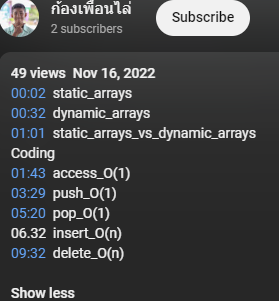 ก้องเพื่อนไล่
2 subscribers
Subscribe
49 views Nov 16, 2022
00:02 static_arrays
00:32 dynamic_arrays
01:01 static_arrays_vs_dynamic_arrays
Coding
01:43 access_O(1)
03:29 push_O(1)
05:20 pop_O(1)
06.32 insert_O(n)
09:32 delete_O(n)
Show less